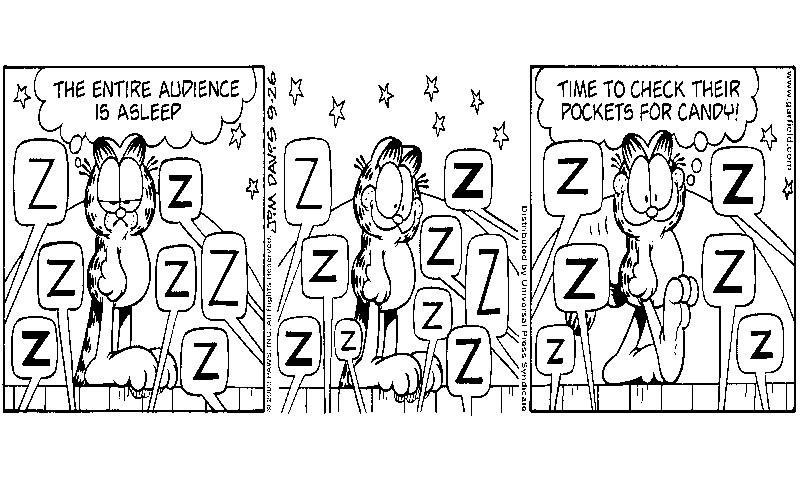 THE ENTIRE AUDIENCE
IS ASLEEP
Z
Z
Z
Z
Z
Z
Z
JIM DAVIS 9·26
Z
Z
Z
Z
Z
Z
Z
Z
Z
Distributed by Universal Press Syndicate
TIME TO CHECK THEIR
POCKETS FOR CANDY!
Z
Z
Z
Z
Z
Z
www.garfield.com